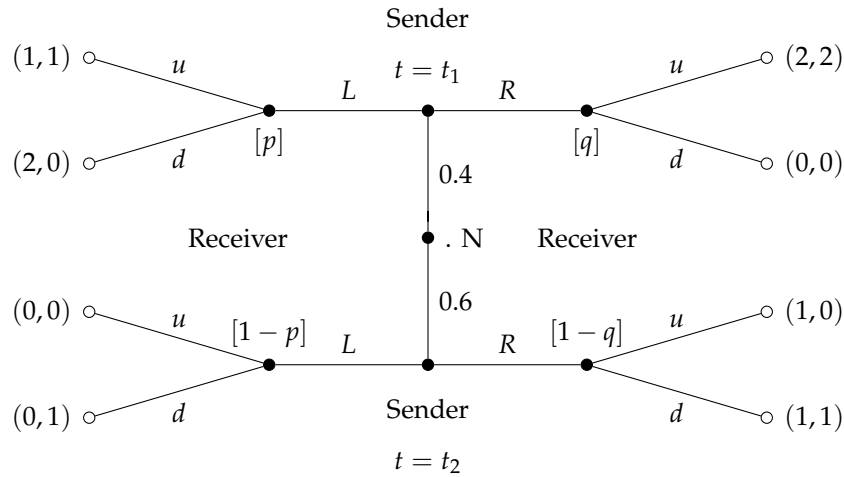 Sender
(1, 1) u t = t₁ u (2, 2)
L R
(2, 0) d [p] [q] d (0, 0)
0.4
Receiver . N Receiver
0.6
(0, 0) u [1 − p] [1 − q] u (1, 0)
L R
(0, 1) d Sender d (1, 1)
t = t₂